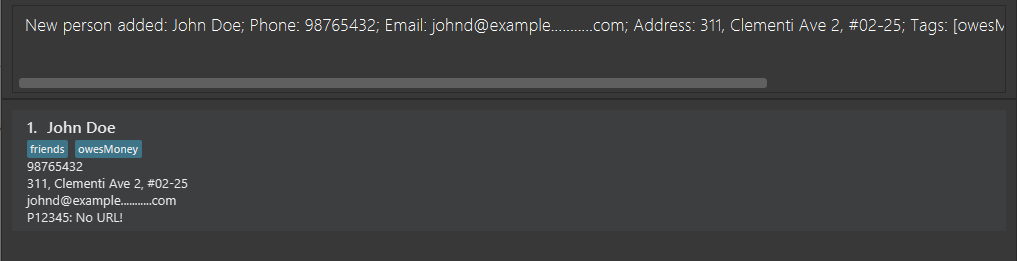 New person added: John Doe; Phone: 98765432; Email: johnd@example...........com; Address: 311, Clementi Ave 2, #02-25; Tags: [owesM
1. John Doe
friends owesMoney
98765432
311, Clementi Ave 2, #02-25
johnd@example...........com
P12345: No URL!